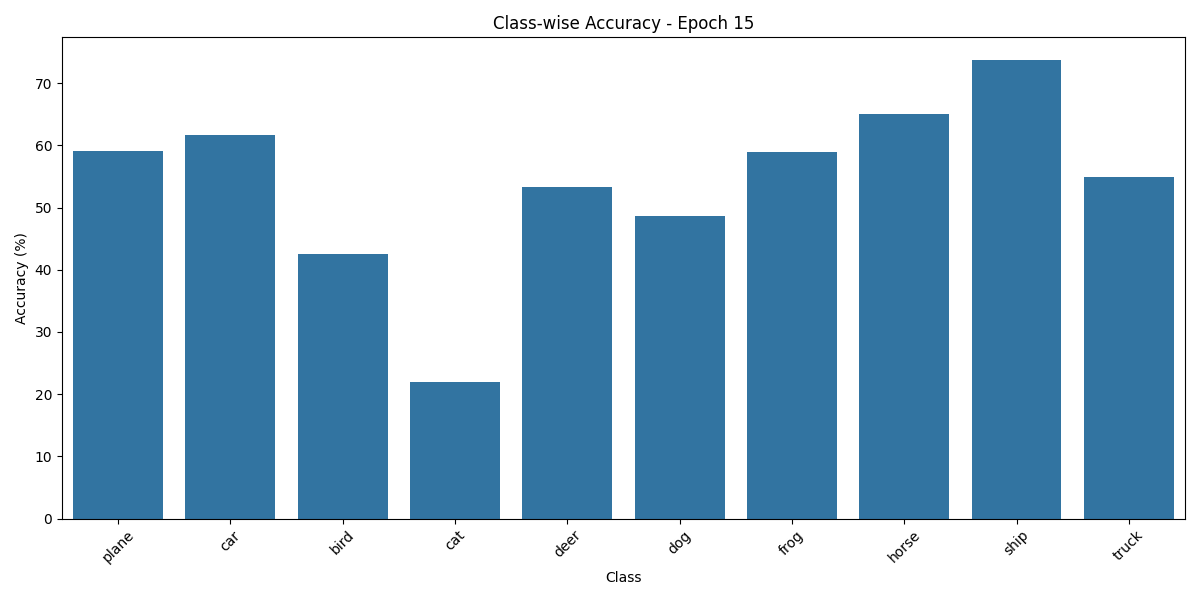 Class-wise Accuracy - Epoch 15
Accuracy (%)
70
60
50
40
30
20
10
0
plane
car
bird
cat
deer
dog
frog
horse
ship
truck
Class